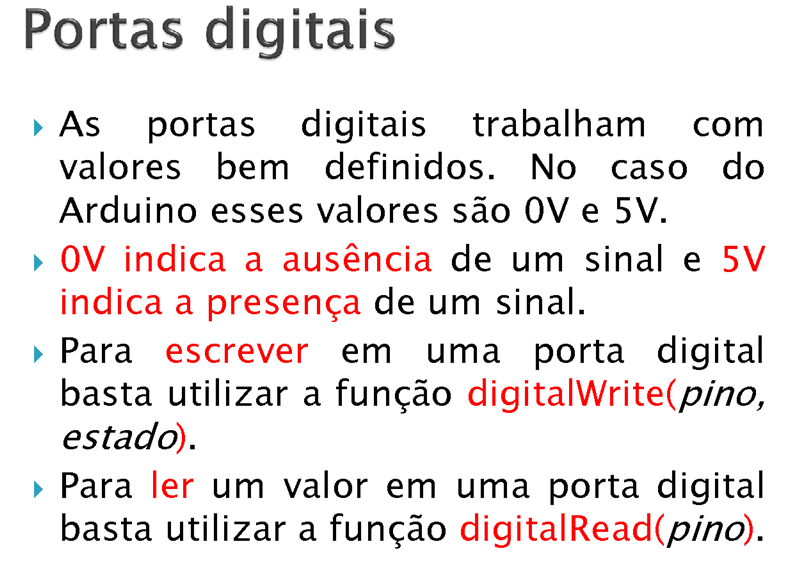 Portas digitais
As portas digitais trabalham com
valores bem definidos. No caso do
Arduino esses valores são 0V e 5V.
0V indica a ausência de um sinal e 5V
indica a presença de um sinal.
Para escrever em uma porta digital
basta utilizar a função digitalWrite(pino,
estado).
Para ler um valor em uma porta digital
basta utilizar a função digitalRead(pino).